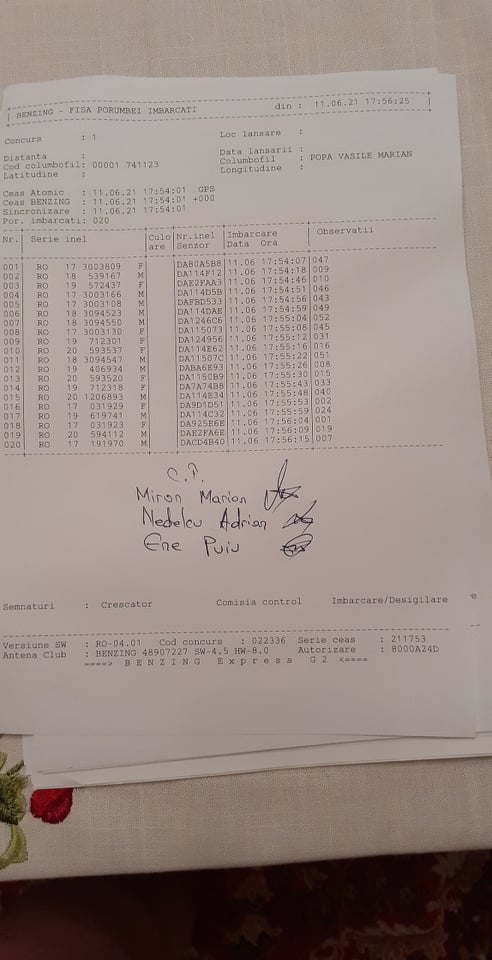 BENZING - FISA PORUMBEI IMBARCATI din : 11.06.21 17:56:25
Concurs : 1 Loc lansare :
Distanta : Data lansarii :
Cod columbofil: 00001 741123 Columbofil : POPA VASILE MARIAN
Latitudine : Longitudine :
Ceas Atomic : 11.06.21 17:54:01 GPS
Ceas BENZING : 11.06.21 17:54:01 +000
Sincronizare : 11.06.21 17:54:01
Por. imbarcati: 020
Nr. Serie inel Culo Nr.inel Imbarcare Observatii
are Senzor Data Ora
001 RO 17 3003809 F DA80A5B8 11.06 17:54:07 047
002 RO 18 539167 M DA114F12 11.06 17:54:18 009
003 RO 19 572437 F DAE2FAA3 11.06 17:54:46 010
004 RO 17 3003166 M DA114D5B 11.06 17:54:51 046
005 RO 17 3003108 M DAFBD533 11.06 17:54:56 043
006 RO 18 3094523 M DA114DAE 11.06 17:54:59 049
007 RO 18 3094550 M DA1246C6 11.06 17:55:04 052
008 RO 17 3003130 F DA115073 11.06 17:55:08 045
009 RO 19 712301 F DA124956 11.06 17:55:12 031
010 RO 20 593537 F DA114E62 11.06 17:55:16 016
011 RO 18 3094547 M DA11507C 11.06 17:55:22 051
012 RO 19 406934 M DABA6E93 11.06 17:55:26 008
013 RO 20 593520 F DA1150B9 11.06 17:55:30 015
014 RO 19 712318 F DA7A74B8 11.06 17:55:43 033
015 RO 20 1206893 M DA114E34 11.06 17:55:48 040
016 RO 17 031929 F DA9D1D51 11.06 17:55:53 002
017 RO 19 619741 M DA114C32 11.06 17:55:59 024
018 RO 17 031923 F DA925E6E 11.06 17:56:04 001
019 RO 20 594112 M DAE2FA6E 11.06 17:56:09 019
020 RO 17 191970 M DACD4B40 11.06 17:56:15 007
C.P.
Miron Marian
Nedelcu Adrian
Ene Puiu
Semnaturi : Crescator Comisia control Imbarcare/Desigilare
Versiune SW : RO-04.01 Cod concurs : 022336 Serie ceas : 211753
Antena Club : BENZING 48907227 SW-4.5 HW-8.0 Autorizare : 8000A24D
====> BENZING Express G2 <====